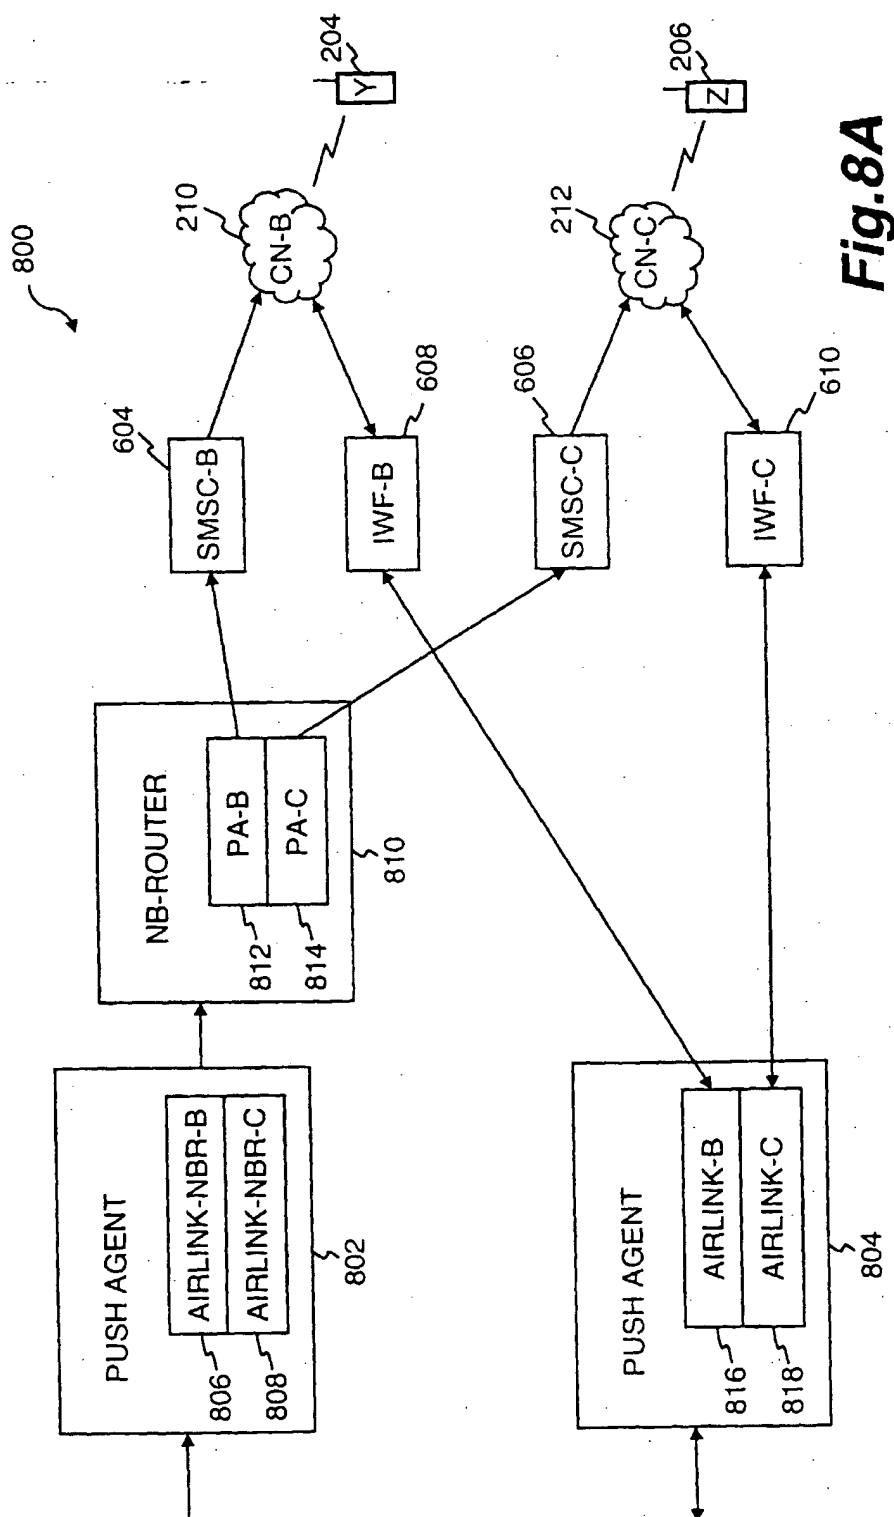 800
PUSH AGENT
AIRLINK-NBR-B
AIRLINK-NBR-C
806
808
802
NB-ROUTER
PA-B
PA-C
812
814
810
604
SMSC-B
IWF-B
608
210
CN-B
204
Y
PUSH AGENT
AIRLINK-B
AIRLINK-C
816
818
804
606
SMSC-C
IWF-C
610
212
CN-C
206
Z
Fig.8A